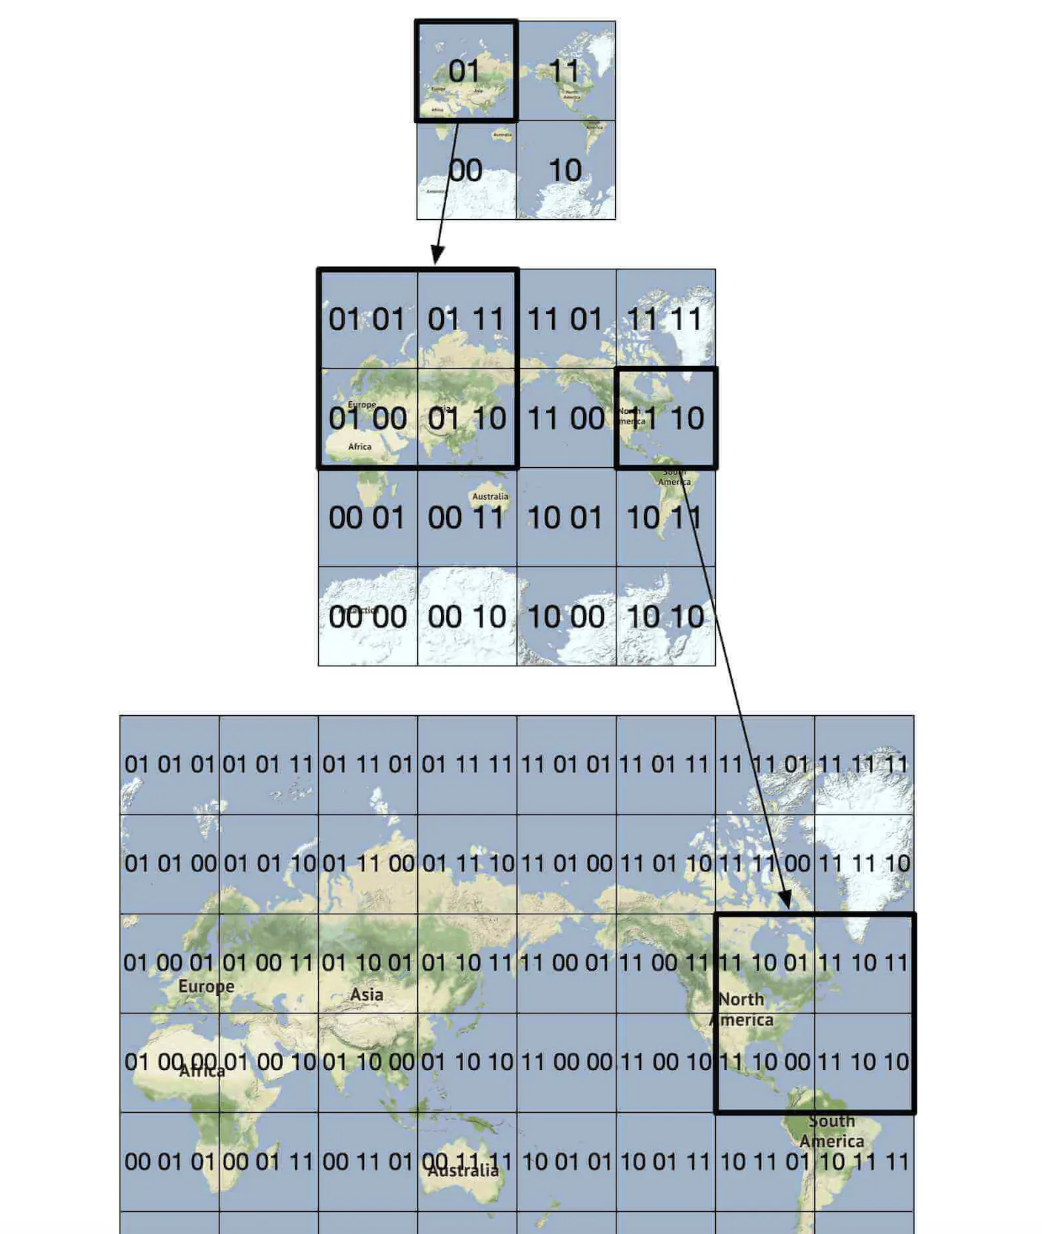 01 11
Europe Asia North America
Africa
South America
Australia
00 10
01 01 01 11 11 01 11 11
Europe
01 00 01 10 11 00 11 10
Africa
South America
Australia
00 01 00 11 10 01 10 11
00 00 00 10 10 00 10 10
01 01 01 01 01 11 01 11 01 01 11 11 11 01 01 11 01 11 11 11 01 11 11 11
01 01 00 01 01 10 01 11 00 01 11 10 11 01 00 11 01 10 11 11 00 11 11 10
01 00 01 01 00 11 01 10 01 01 10 11 11 00 01 11 00 11 11 10 01 11 10 11
Europe Asia North
America
01 00 00 01 00 10 01 10 00 01 10 10 11 00 00 11 00 10 11 10 00 11 10 10
Africa
South
America
00 01 01 00 01 11 00 11 01 00 11 11 10 01 01 10 01 11 10 11 01 10 11 11
Australia